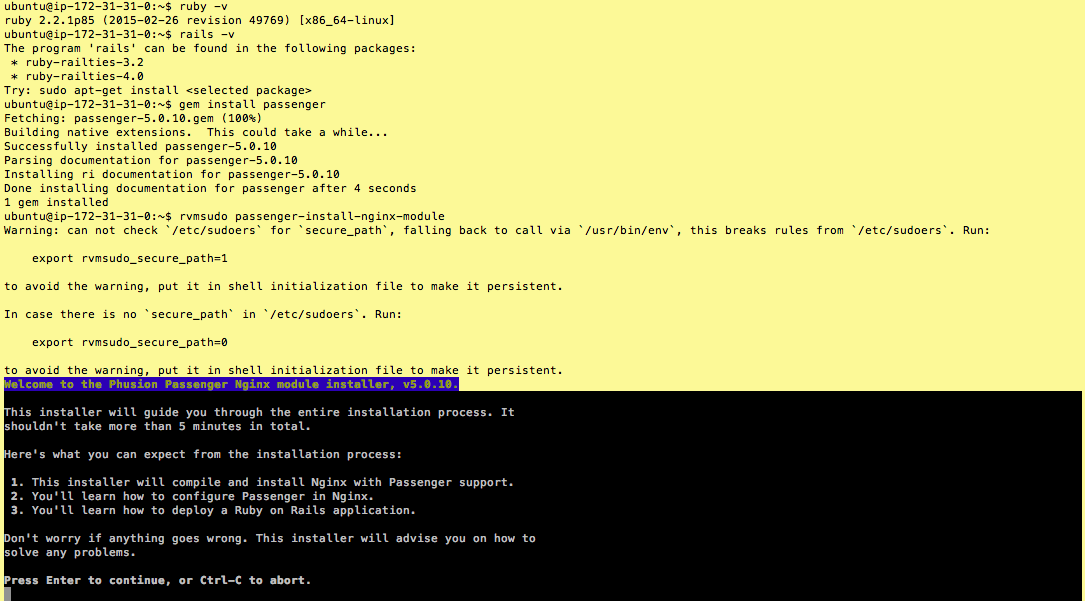 ubuntu@ip-172-31-31-0:~$ ruby -v
ruby 2.2.1p85 (2015-02-26 revision 49769) [x86_64-linux]
ubuntu@ip-172-31-31-0:~$ rails -v
The program 'rails' can be found in the following packages:
 * ruby-railties-3.2
 * ruby-railties-4.0
Try: sudo apt-get install <selected package>
ubuntu@ip-172-31-31-0:~$ gem install passenger
Fetching: passenger-5.0.10.gem (100%)
Building native extensions.  This could take a while...
Successfully installed passenger-5.0.10
Parsing documentation for passenger-5.0.10
Installing ri documentation for passenger-5.0.10
Done installing documentation for passenger after 4 seconds
1 gem installed
ubuntu@ip-172-31-31-0:~$ rvmsudo passenger-install-nginx-module
Warning: can not check `/etc/sudoers` for `secure_path`, falling back to call via `/usr/bin/env`, this breaks rules from `/etc/sudoers`. Run:
    export rvmsudo_secure_path=1
to avoid the warning, put it in shell initialization file to make it persistent.
In case there is no `secure_path` in `/etc/sudoers`. Run:
    export rvmsudo_secure_path=0
to avoid the warning, put it in shell initialization file to make it persistent.
Welcome to the Phusion Passenger Nginx module installer, v5.0.10.
This installer will guide you through the entire installation process. It
shouldn't take more than 5 minutes in total.
Here's what you can expect from the installation process:
 1. This installer will compile and install Nginx with Passenger support.
 2. You'll learn how to configure Passenger in Nginx.
 3. You'll learn how to deploy a Ruby on Rails application.
Don't worry if anything goes wrong. This installer will advise you on how to
solve any problems.
Press Enter to continue, or Ctrl-C to abort.